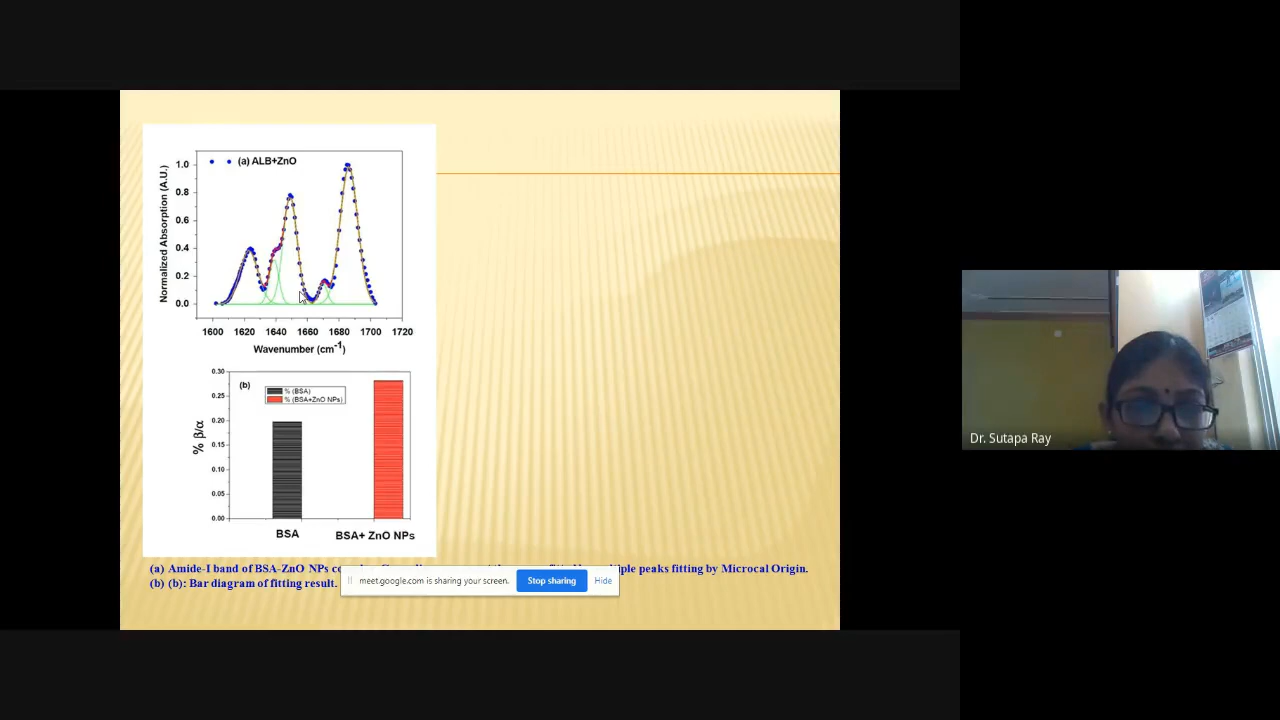 (a) ALB+ZnO
Normalized Absorption (A.U.)
1.0
0.8
0.6
0.4
0.2
0.0
1600 1620 1640 1660 1680 1700 1720
Wavenumber (cm-1)
(b)
% (BSA)
% (BSA+ZnO NPs)
% β/α
0.30
0.25
0.20
0.15
0.10
0.05
0.00
BSA BSA+ ZnO NPs
(a) Amide-I band of BSA-ZnO NPs peaks fitting by Microcal Origin.
(b) (b): Bar diagram of fitting result.
meet.google.com is sharing your screen. Stop sharing Hide
Dr. Sutapa Ray